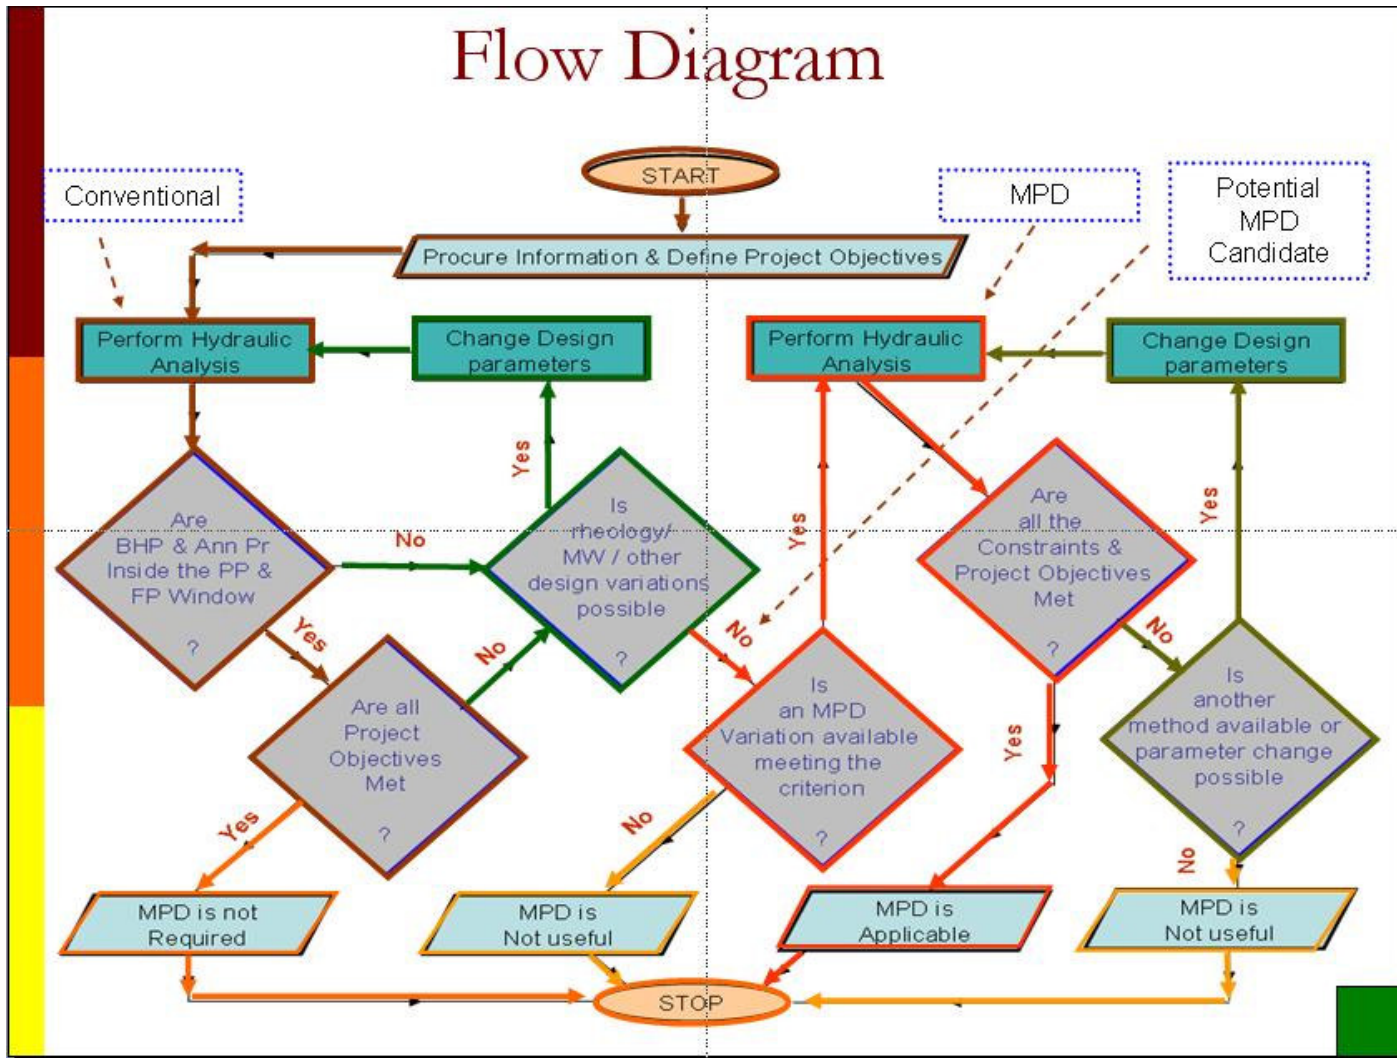 Flow Diagram
START
Conventional
MPD
Potential
MPD
Candidate
Procure Information & Define Project Objectives
Perform Hydraulic
Analysis
Change Design
parameters
Perform Hydraulic
Analysis
Change Design
parameters
Are
BHP & Ann Pr
Inside the PP &
FP Window
?
No
Yes
Is
rheology/
MW / other
design variations
possible
?
Yes
No
Are all
Project
Objectives
Met
?
No
Yes
Is
an MPD
Variation available
meeting the
criterion
?
Yes
No
Are
all the
Constraints &
Project Objectives
Met
?
No
Yes
Is
another
method available or
parameter change
possible
?
Yes
No
MPD is not
Required
MPD is
Not useful
MPD is
Applicable
MPD is
Not useful
STOP